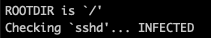 ROOTDIR is `/'
Checking `sshd'... INFECTED